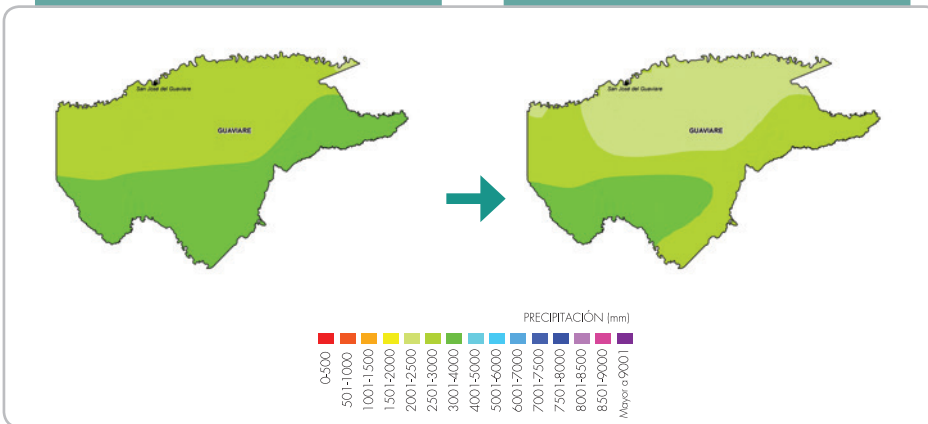 San José del Guaviare
GUAVIARE
San José del Guaviare
GUAVIARE
PRECIPITACIÓN (mm)
0-500
501-1000
1001-1500
1501-2000
2001-2500
2501-3000
3001-4000
4001-5000
5001-6000
6001-7000
7001-7500
7501-8000
8001-8500
8501-9000
Mayor a 9001